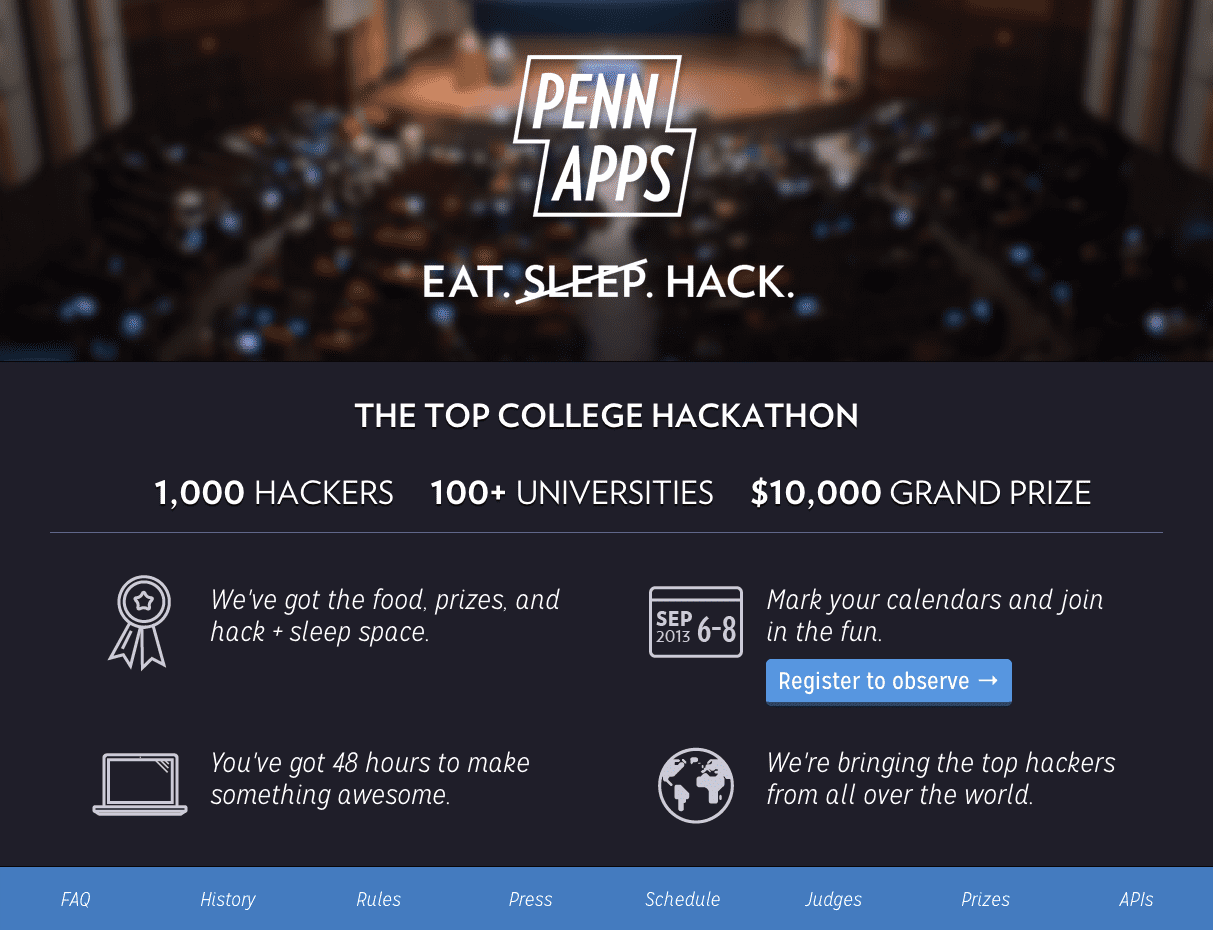 PENN
APPS
EAT. SLEEP. HACK.
THE TOP COLLEGE HACKATHON
1,000 HACKERS 100+ UNIVERSITIES $10,000 GRAND PRIZE
We've got the food, prizes, and
hack + sleep space.
SEP
2013
6-8
Mark your calendars and join
in the fun.
Register to observe →
You've got 48 hours to make
something awesome.
We're bringing the top hackers
from all over the world.
FAQ History Rules Press Schedule Judges Prizes APIs